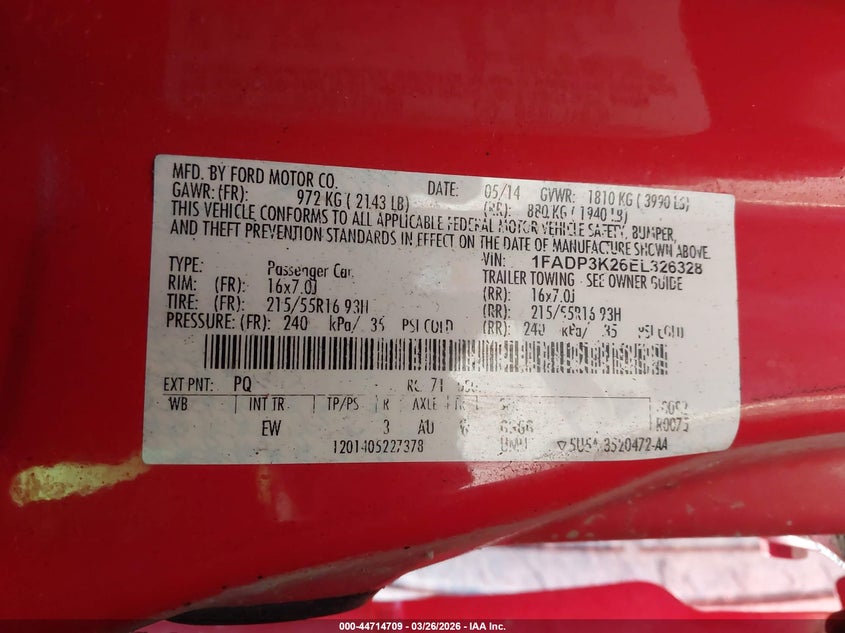 MFD. BY FORD MOTOR CO. DATE: 05/14 GVWR: 1810 KG ( 3990 LB)
GAWR: (FR): 972 KG ( 2143 LB) (RR): 880 KG ( 1940 LB)
THIS VEHICLE CONFORMS TO ALL APPLICABLE FEDERAL MOTOR VEHICLE SAFETY, BUMPER,
AND THEFT PREVENTION STANDARDS IN EFFECT ON THE DATE OF MANUFACTURE SHOWN ABOVE.
VIN: 1FADP3K26EL326328
TYPE: Passenger Car TRAILER TOWING - SEE OWNER GUIDE
RIM: (FR): 16x7.0J (RR): 16x7.0J
TIRE: (FR): 215/55R16 93H (RR): 215/55R16 93H
PRESSURE: (FR): 240 kPa/ 35 PSI COLD (RR): 240 kPa/ 35 PSI COLD
EXT PNT: PQ 71
WB INT TR TP/PS R AXLE
EW 3 AU
1201405227378 3520472-AA
000-44714709 | 03/26/2026 – IAA Inc.